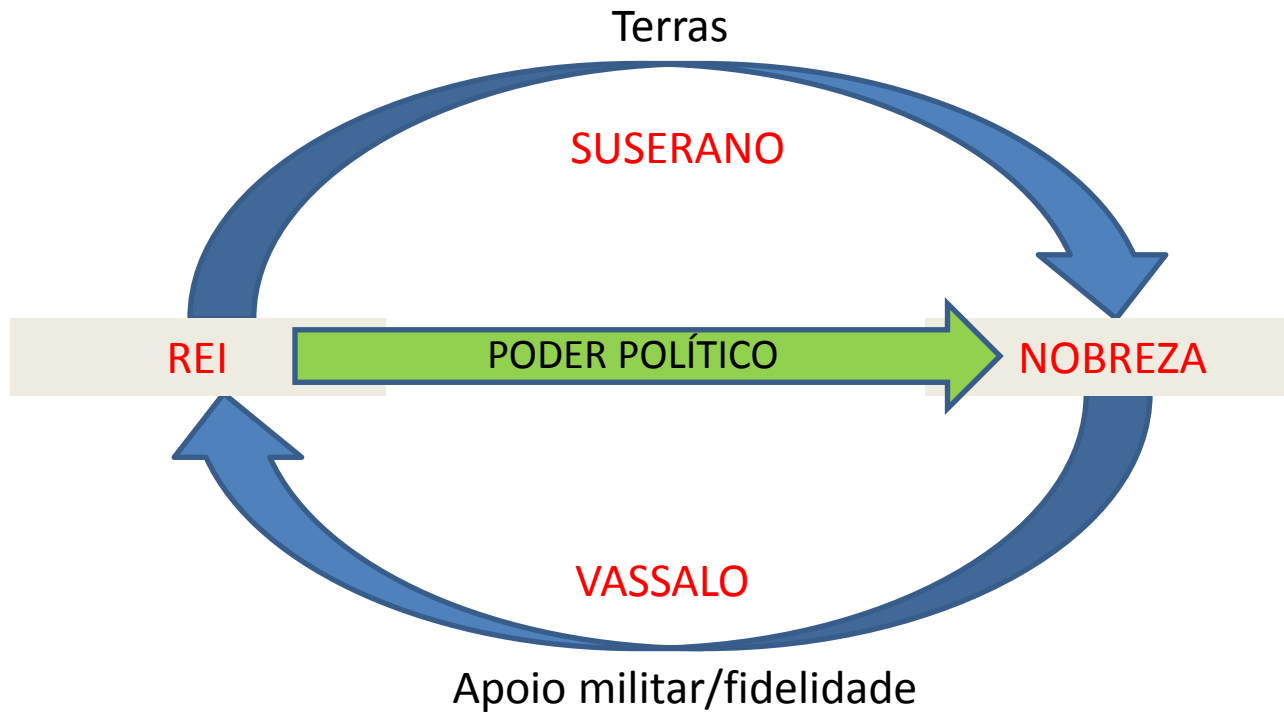 Terras
SUSERANO
REI
PODER POLÍTICO
NOBREZA
VASSALO
Apoio militar/fidelidade